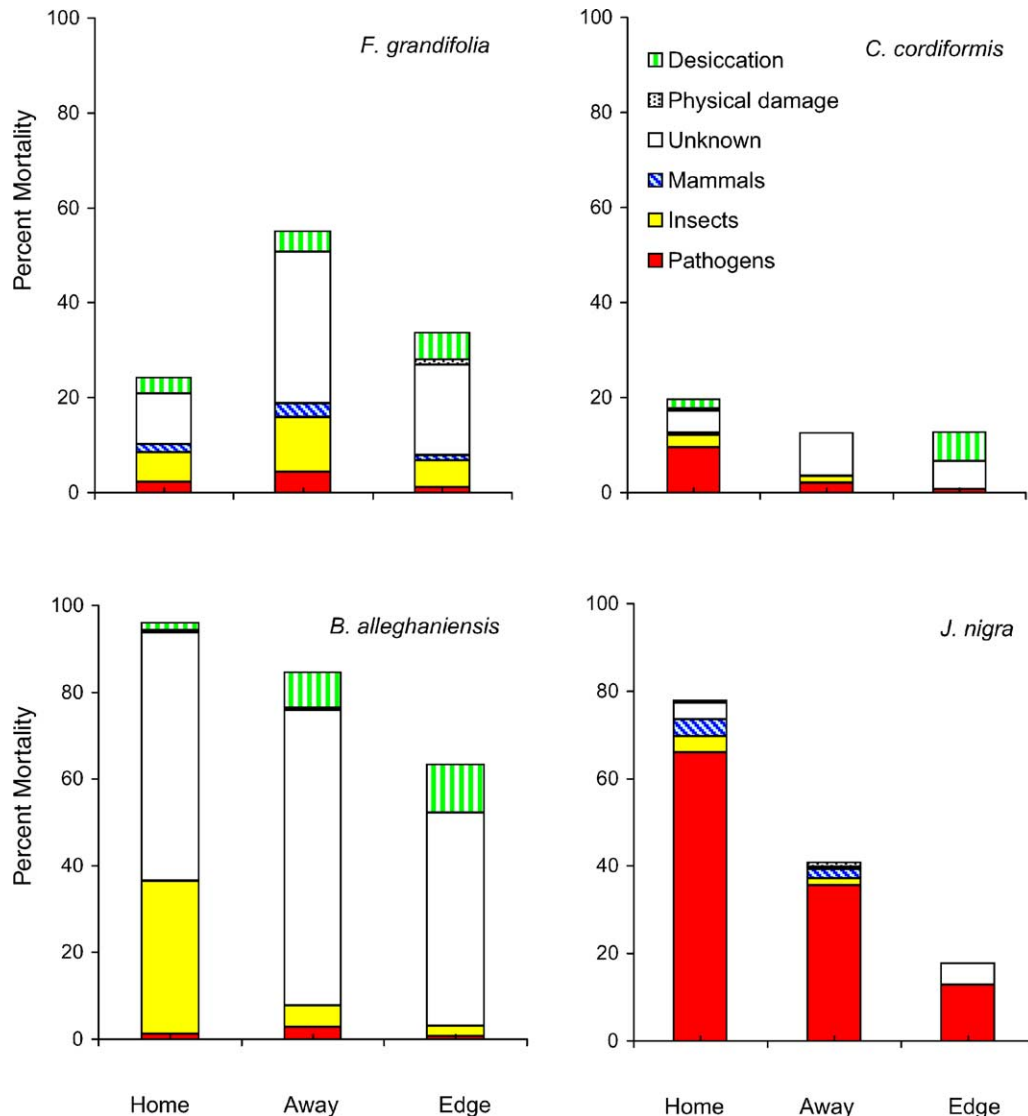 F. grandifolia
Percent Mortality
100
80
60
40
20
0
C. cordiformis
Desiccation
Physical damage
Unknown
Mammals
Insects
Pathogens
100
80
60
40
20
0
B. alleghaniensis
Percent Mortality
100
80
60
40
20
0
Home Away Edge
J. nigra
100
80
60
40
20
0
Home Away Edge